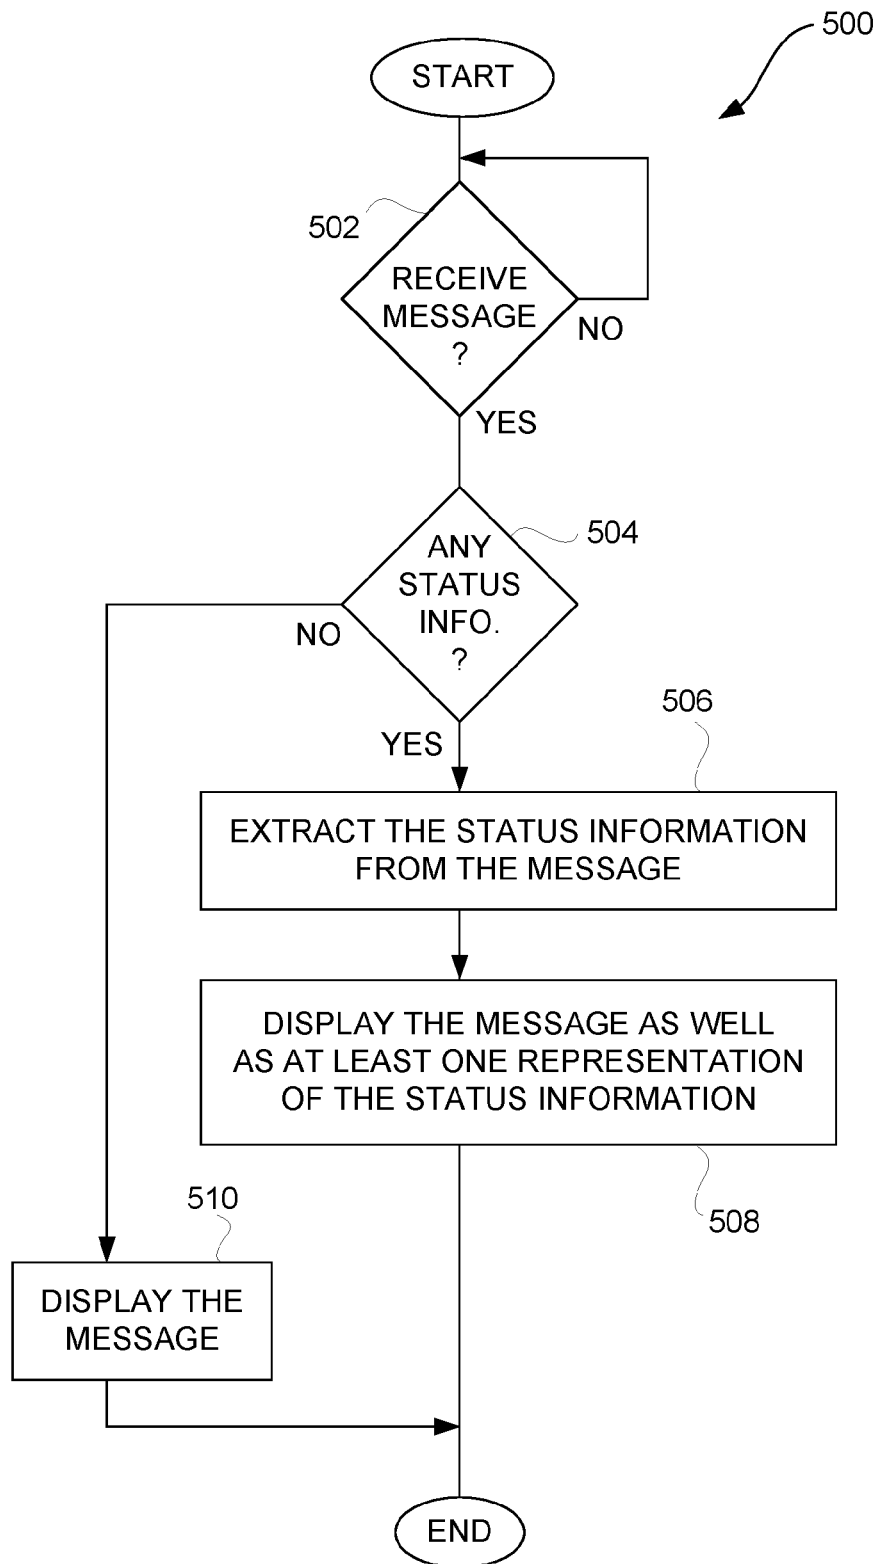 500
START
502
RECEIVE
MESSAGE
?
NO
YES
504
ANY
STATUS
INFO.
?
NO
YES
506
EXTRACT THE STATUS INFORMATION
FROM THE MESSAGE
DISPLAY THE MESSAGE AS WELL
AS AT LEAST ONE REPRESENTATION
OF THE STATUS INFORMATION
508
510
DISPLAY THE
MESSAGE
END